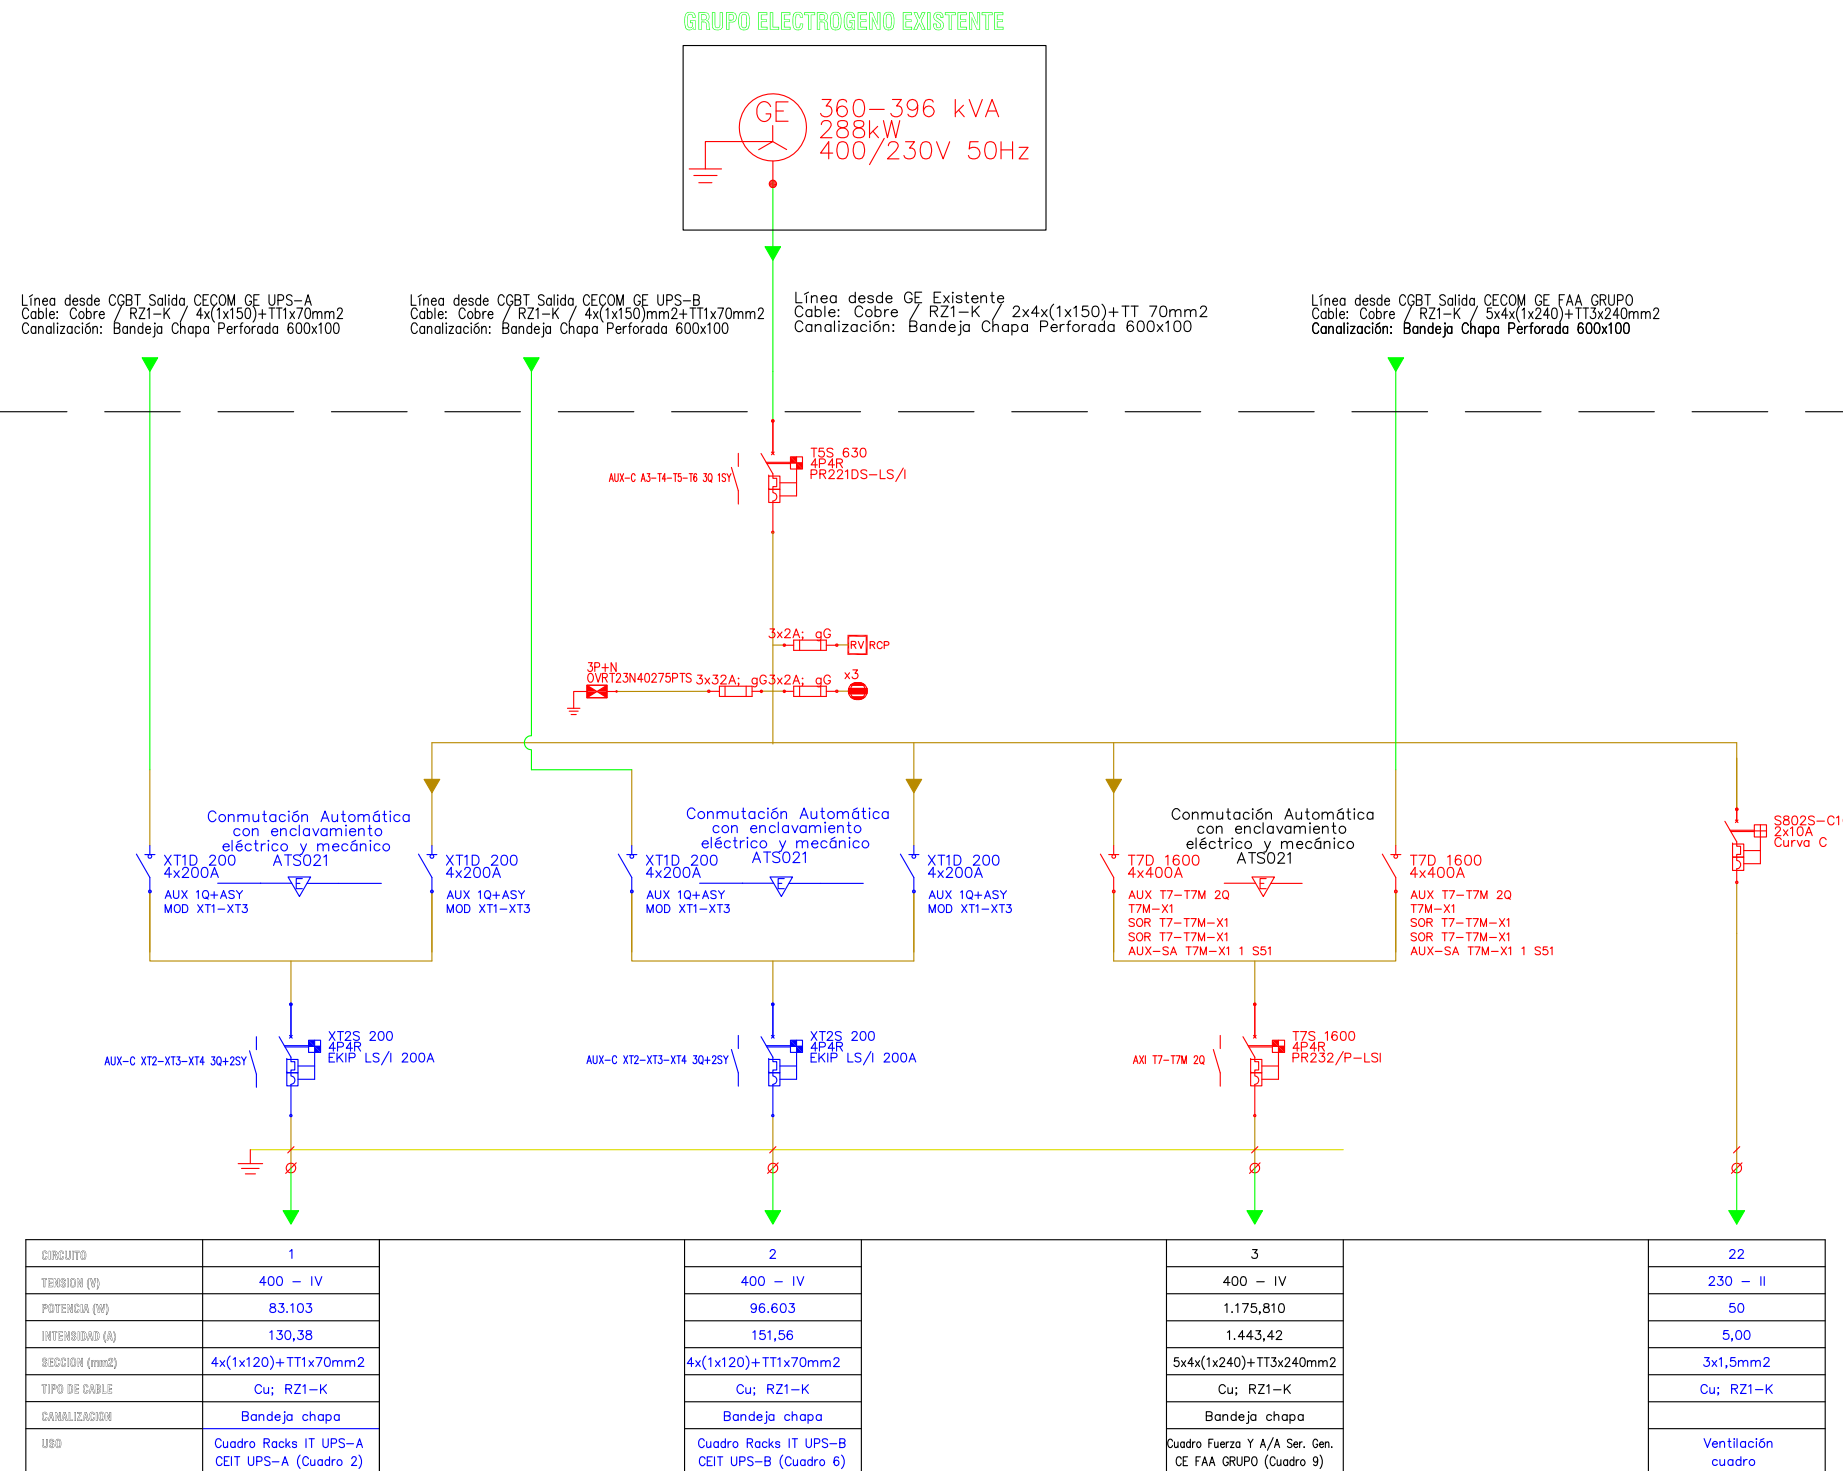 GRUPO ELECTROGENO EXISTENTE
GE
360-396 kVA
288kW
400/230V 50Hz
Línea desde CGBT Salida CECOM GE UPS-A
Cable: Cobre / RZ1-K / 4x(1x150)+TT1x70mm2
Canalización: Bandeja Chapa Perforada 600x100
Línea desde CGBT Salida CECOM GE UPS-B
Cable: Cobre / RZ1-K / 4x(1x150)mm2+TT1x70mm2
Canalización: Bandeja Chapa Perforada 600x100
Línea desde GE Existente
Cable: Cobre / RZ1-K / 2x4x(1x150)+TT 70mm2
Canalización: Bandeja Chapa Perforada 600x100
Línea desde CGBT Salida CECOM GE FAA GRUPO
Cable: Cobre / RZ1-K / 5x4x(1x240)+TT3x240mm2
Canalización: Bandeja Chapa Perforada 600x100
AUX-C A3-T4-T5-T6 3Q 1SY
T5S 630
4P4R
PR221DS-LS/I
3x2A; gG
RV RCP
3P+N
OVRT23N40275PTS
3x32A; gG
3x2A; gG
x3
Conmutación Automática
con enclavamiento
eléctrico y mecánico
ATS021
E
XT1D 200
4x200A
AUX 1Q+ASY
MOD XT1-XT3
XT1D 200
4x200A
AUX 1Q+ASY
MOD XT1-XT3
Conmutación Automática
con enclavamiento
eléctrico y mecánico
ATS021
E
XT1D 200
4x200A
AUX 1Q+ASY
MOD XT1-XT3
XT1D 200
4x200A
AUX 1Q+ASY
MOD XT1-XT3
Conmutación Automática
con enclavamiento
eléctrico y mecánico
ATS021
E
T7D 1600
4x400A
AUX T7-T7M 2Q
T7M-X1
SOR T7-T7M-X1
SOR T7-T7M-X1
AUX-SA T7M-X1 1 S51
T7D 1600
4x400A
AUX T7-T7M 2Q
T7M-X1
SOR T7-T7M-X1
SOR T7-T7M-X1
AUX-SA T7M-X1 1 S51
S802S-C1
2x10A
Curva C
AUX-C XT2-XT3-XT4 3Q+2SY
XT2S 200
4P4R
EKIP LS/I 200A
AUX-C XT2-XT3-XT4 3Q+2SY
XT2S 200
4P4R
EKIP LS/I 200A
AXI T7-T7M 2Q
T7S 1600
4P4R
PR232/P-LSI
CIRCUITO 1 2 3 22
TENSION (V) 400 - IV 400 - IV 400 - IV 230 - II
POTENCIA (W) 83.103 96.603 1.175,810 50
INTENSIDAD (A) 130,38 151,56 1.443,42 5,00
SECCION (mm2) 4x(1x120)+TT1x70mm2 4x(1x120)+TT1x70mm2 5x4x(1x240)+TT3x240mm2 3x1,5mm2
TIPO DE CABLE Cu; RZ1-K Cu; RZ1-K Cu; RZ1-K Cu; RZ1-K
CANALIZACION Bandeja chapa Bandeja chapa Bandeja chapa
USO Cuadro Racks IT UPS-A Cuadro Racks IT UPS-B Cuadro Fuerza Y A/A Ser. Gen. Ventilación
CEIT UPS-A (Cuadro 2) CEIT UPS-B (Cuadro 6) CE FAA GRUPO (Cuadro 9) cuadro